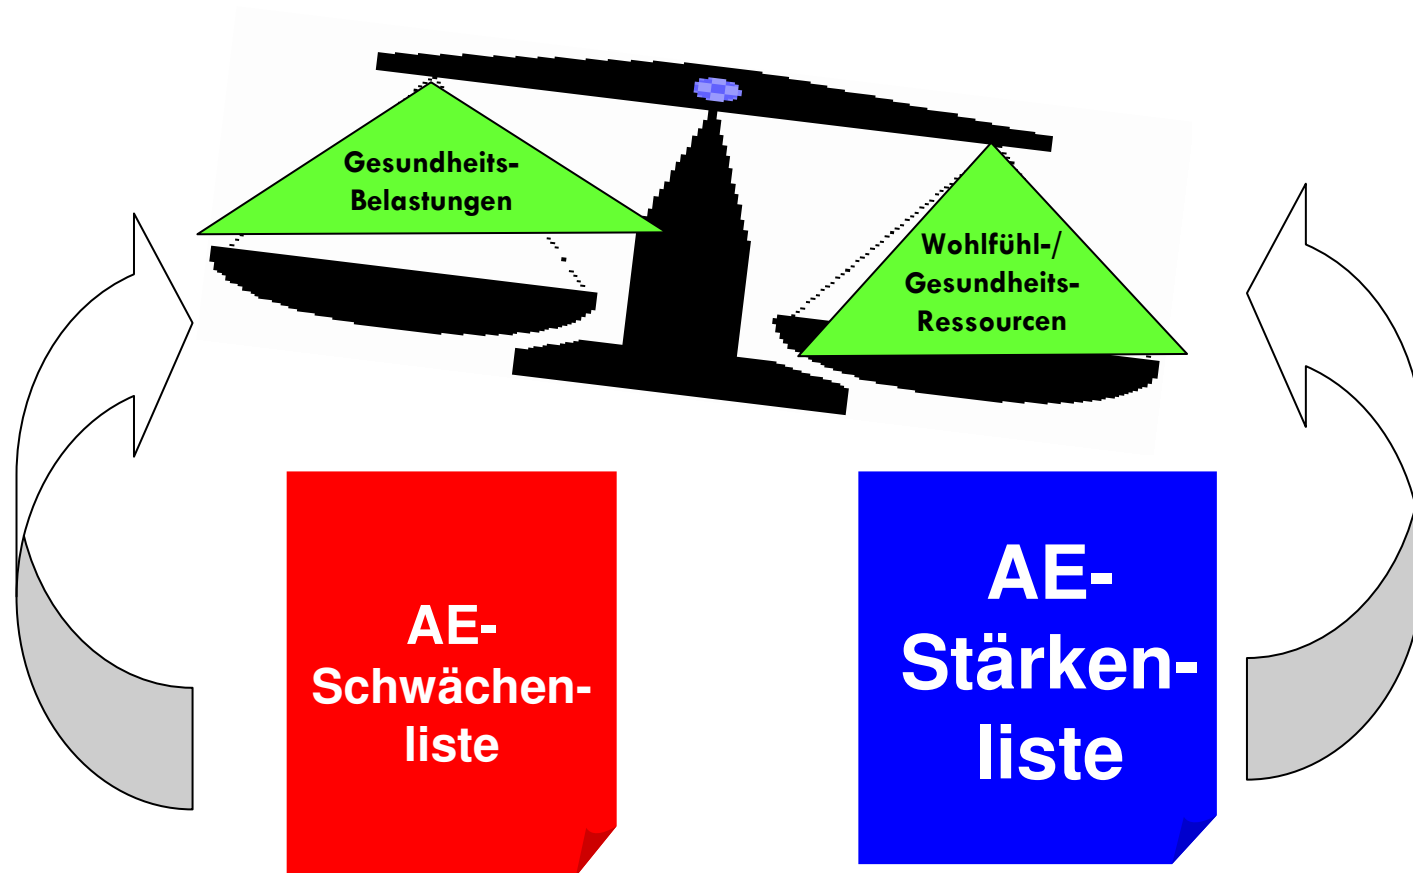 Gesundheits-
Belastungen
Wohlfühl-/
Gesundheits-
Ressourcen
AE-
Schwächen-
liste
AE-
Stärken-
liste